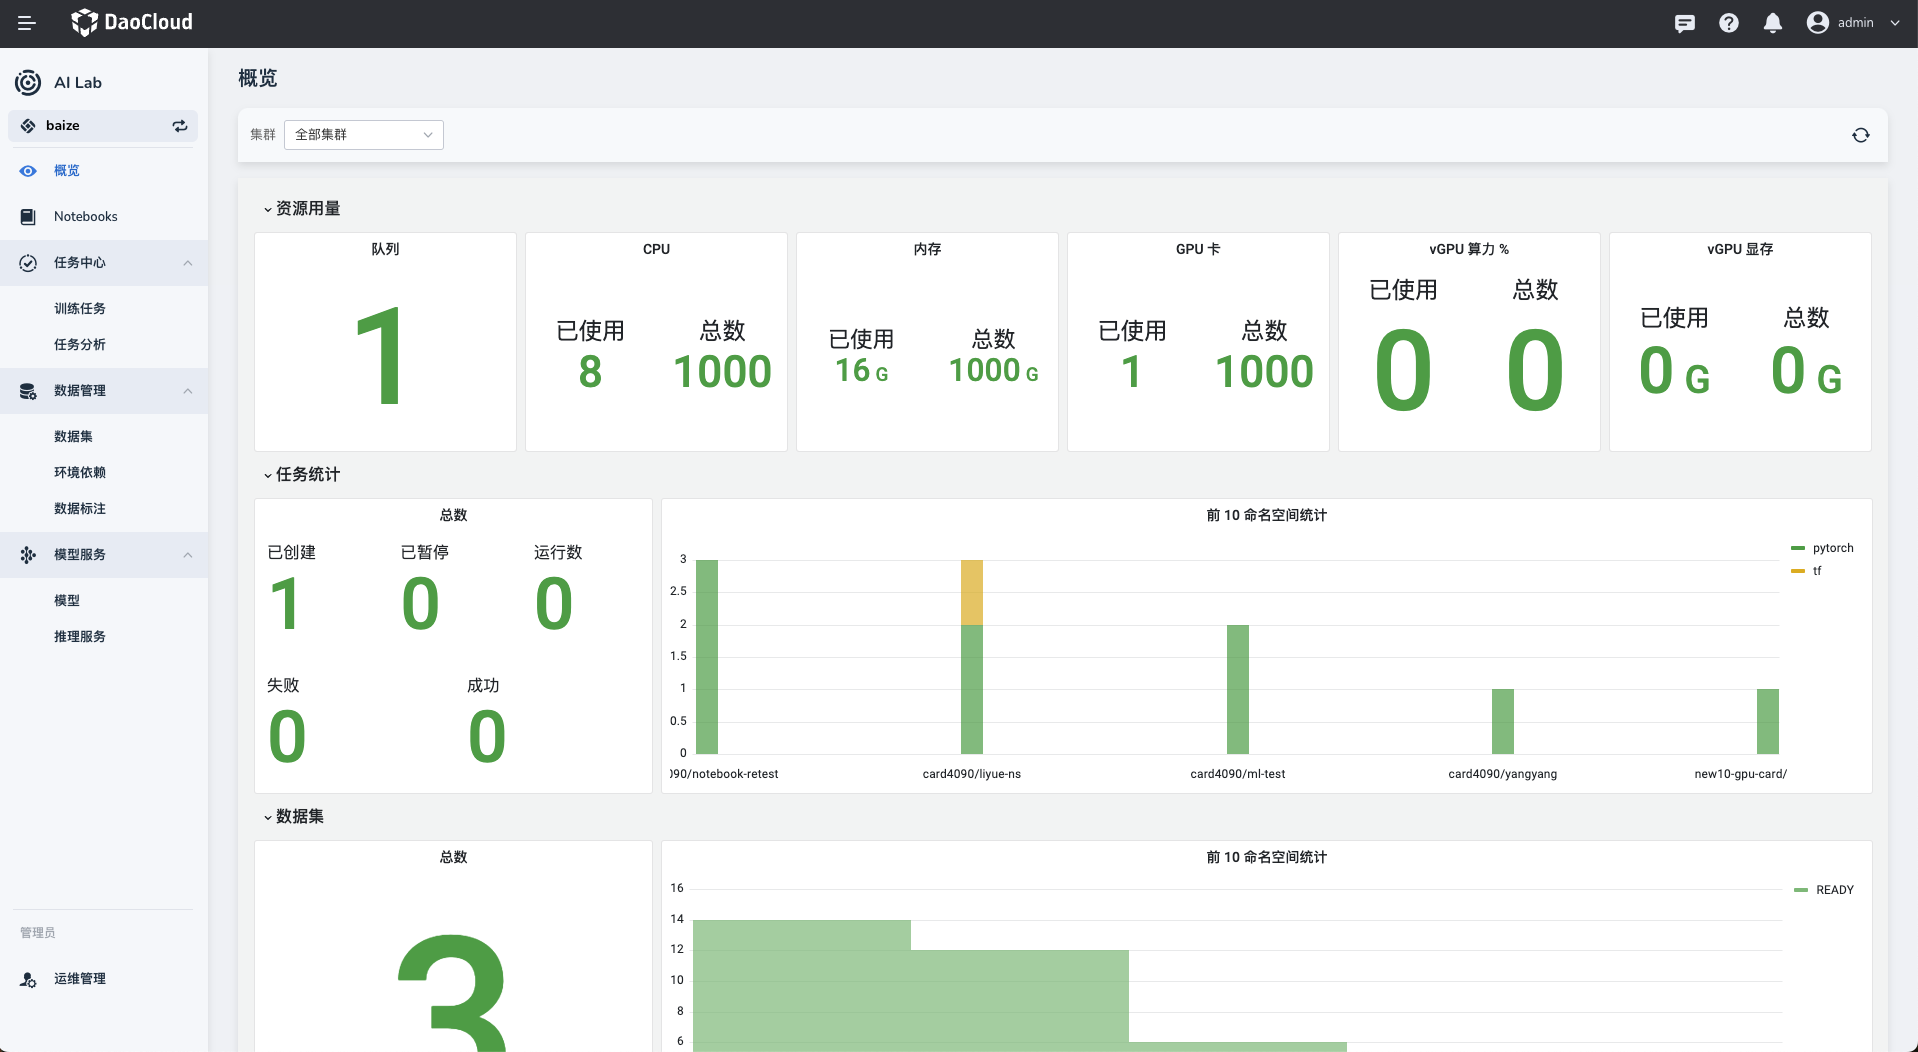 DaoCloud
admin
AI Lab
baize
概览
Notebooks
任务中心
训练任务
任务分析
数据管理
数据集
环境依赖
数据标注
模型服务
模型
推理服务
管理员
运维管理
概览
集群 全部集群
资源用量
队列
1
CPU
已使用 总数
8 1000
内存
已使用 总数
16 G 1000 G
GPU 卡
已使用 总数
1 1000
vGPU 算力 %
已使用 总数
0 0
vGPU 显存
已使用 总数
0 G 0 G
任务统计
总数
已创建 已暂停 运行数
1 0 0
失败 成功
0 0
前 10 命名空间统计
3
2.5
2
1.5
1
0.5
0
090/notebook-retest card4090/liyue-ns card4090/ml-test card4090/yangyang new10-gpu-card/
pytorch
tf
数据集
总数
3
前 10 命名空间统计
16
14
12
10
8
6
READY